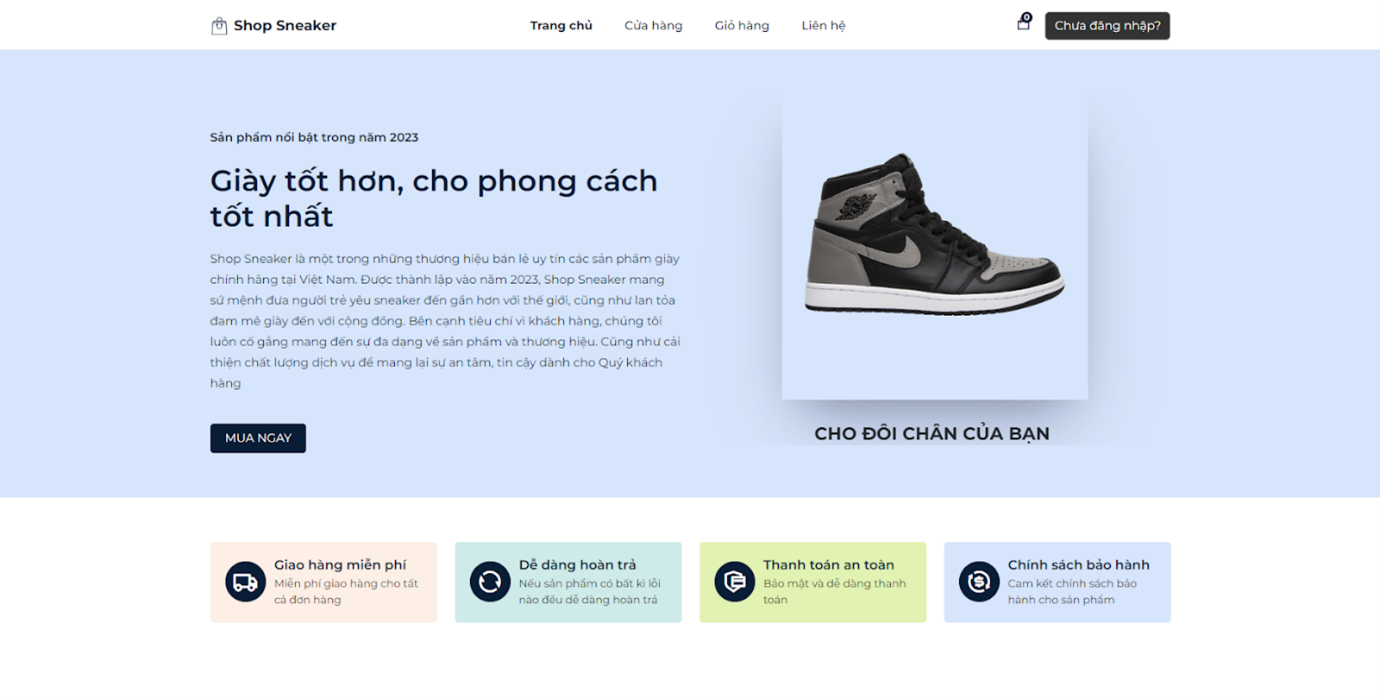 Shop Sneaker
Trang chủ
Cửa hàng
Giỏ hàng
Liên hệ
0
Chưa đăng nhập?
Sản phẩm nổi bật trong năm 2023
Giày tốt hơn, cho phong cách
tốt nhất
Shop Sneaker là một trong những thương hiệu bán lẻ uy tín các sản phẩm giày
chính hãng tại Việt Nam. Được thành lập vào năm 2023, Shop Sneaker mang
sứ mệnh đưa người trẻ yêu sneaker đến gần hơn với thế giới, cũng như lan tỏa
đam mê giày đến với cộng đồng. Bên cạnh tiêu chí vì khách hàng, chúng tôi
luôn cố gắng mang đến sự đa dạng về sản phẩm và thương hiệu. Cũng như cải
thiện chất lượng dịch vụ để mang lại sự an tâm, tin cậy dành cho Quý khách
hàng
MUA NGAY
CHO ĐÔI CHÂN CỦA BẠN
Giao hàng miễn phí
Miễn phí giao hàng cho tất
cả đơn hàng
Dễ dàng hoàn trả
Nếu sản phẩm có bất kì lỗi
nào đều dễ dàng hoàn trả
Thanh toán an toàn
Bảo mật và dễ dàng thanh
toán
Chính sách bảo hành
Cam kết chính sách bảo
hành cho sản phẩm